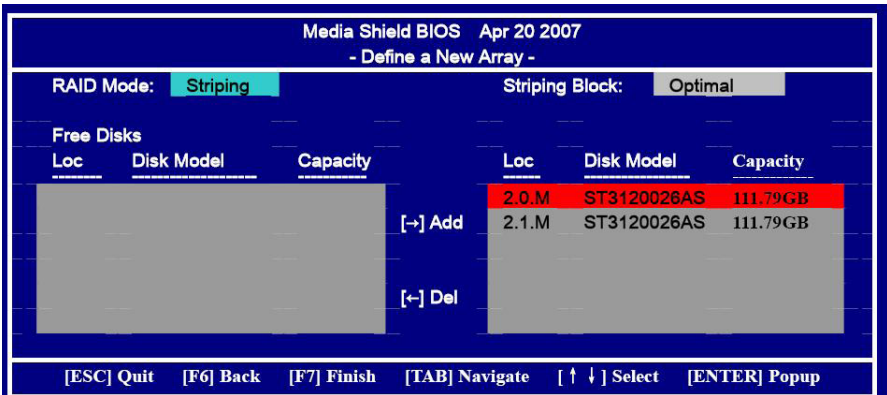 Media Shield BIOS Apr 20 2007
- Define a New Array -
RAID Mode: Striping Striping Block: Optimal
Free Disks
Loc Disk Model Capacity Loc Disk Model Capacity
2.0.M ST3120026AS 111.79GB
[→] Add 2.1.M ST3120026AS 111.79GB
[←] Del
[ESC] Quit [F6] Back [F7] Finish [TAB] Navigate [↑↓] Select [ENTER] Popup